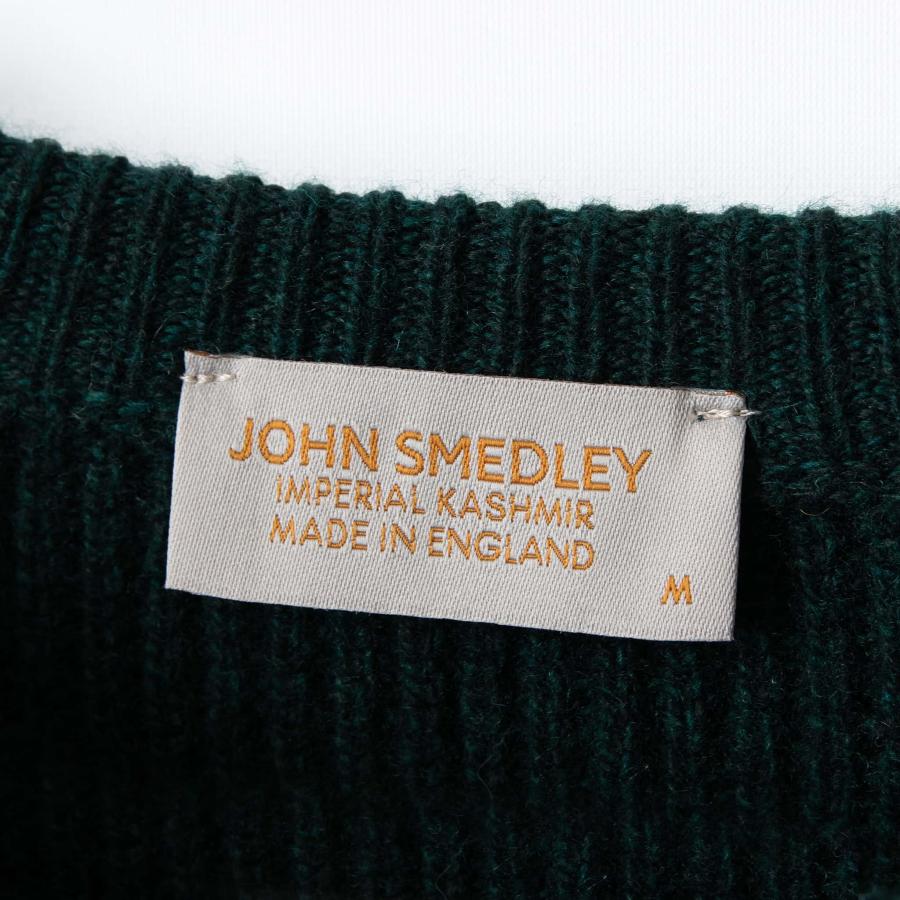 JOHN SMEDLEY
IMPERIAL KASHMIR
MADE IN ENGLAND
M